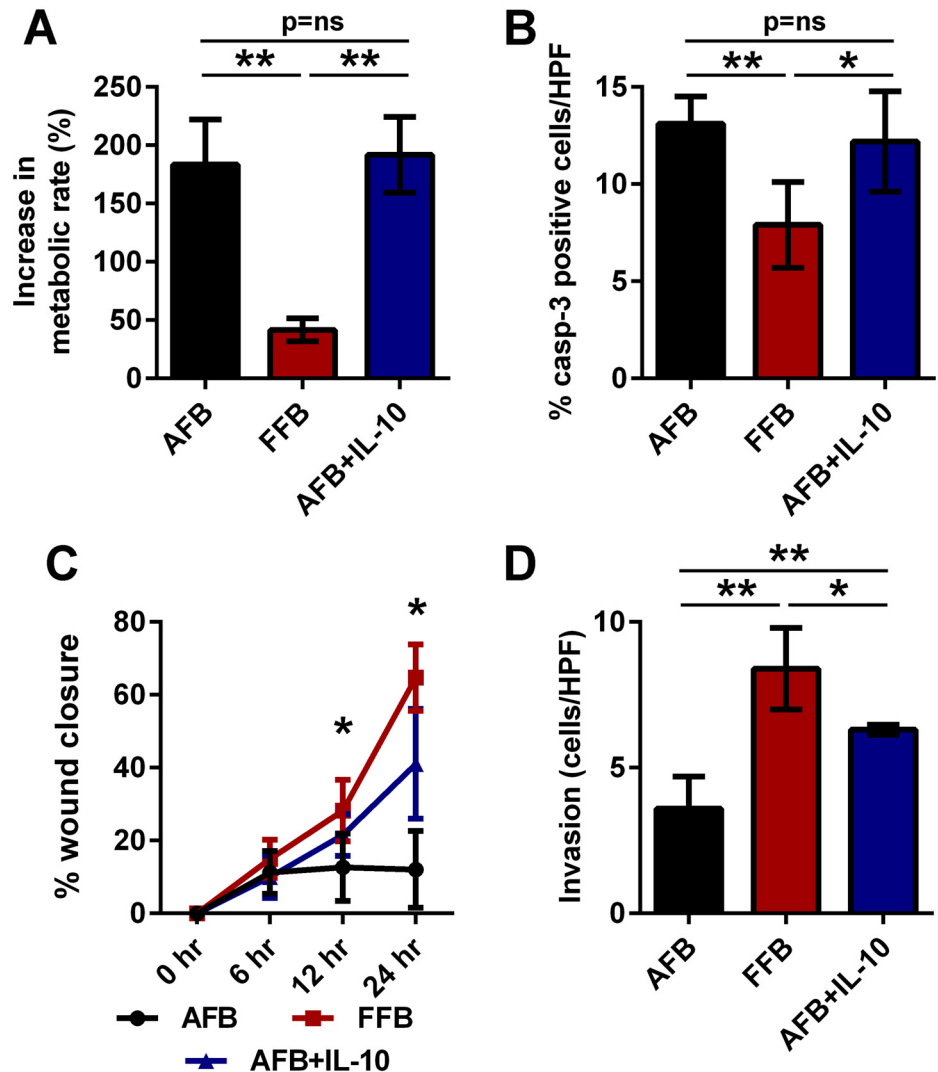 A
p=ns
**
**
Increase in
metabolic rate (%)
250
200
150
100
50
0
AFB
FFB
AFB+IL-10
B
p=ns
**
*
% casp-3 positive cells/HPF
15
10
5
0
AFB
FFB
AFB+IL-10
C
% wound closure
80
60
40
20
0
*
*
0 hr
6 hr
12 hr
24 hr
AFB
FFB
AFB+IL-10
D
**
**
*
Invasion (cells/HPF)
10
5
0
AFB
FFB
AFB+IL-10